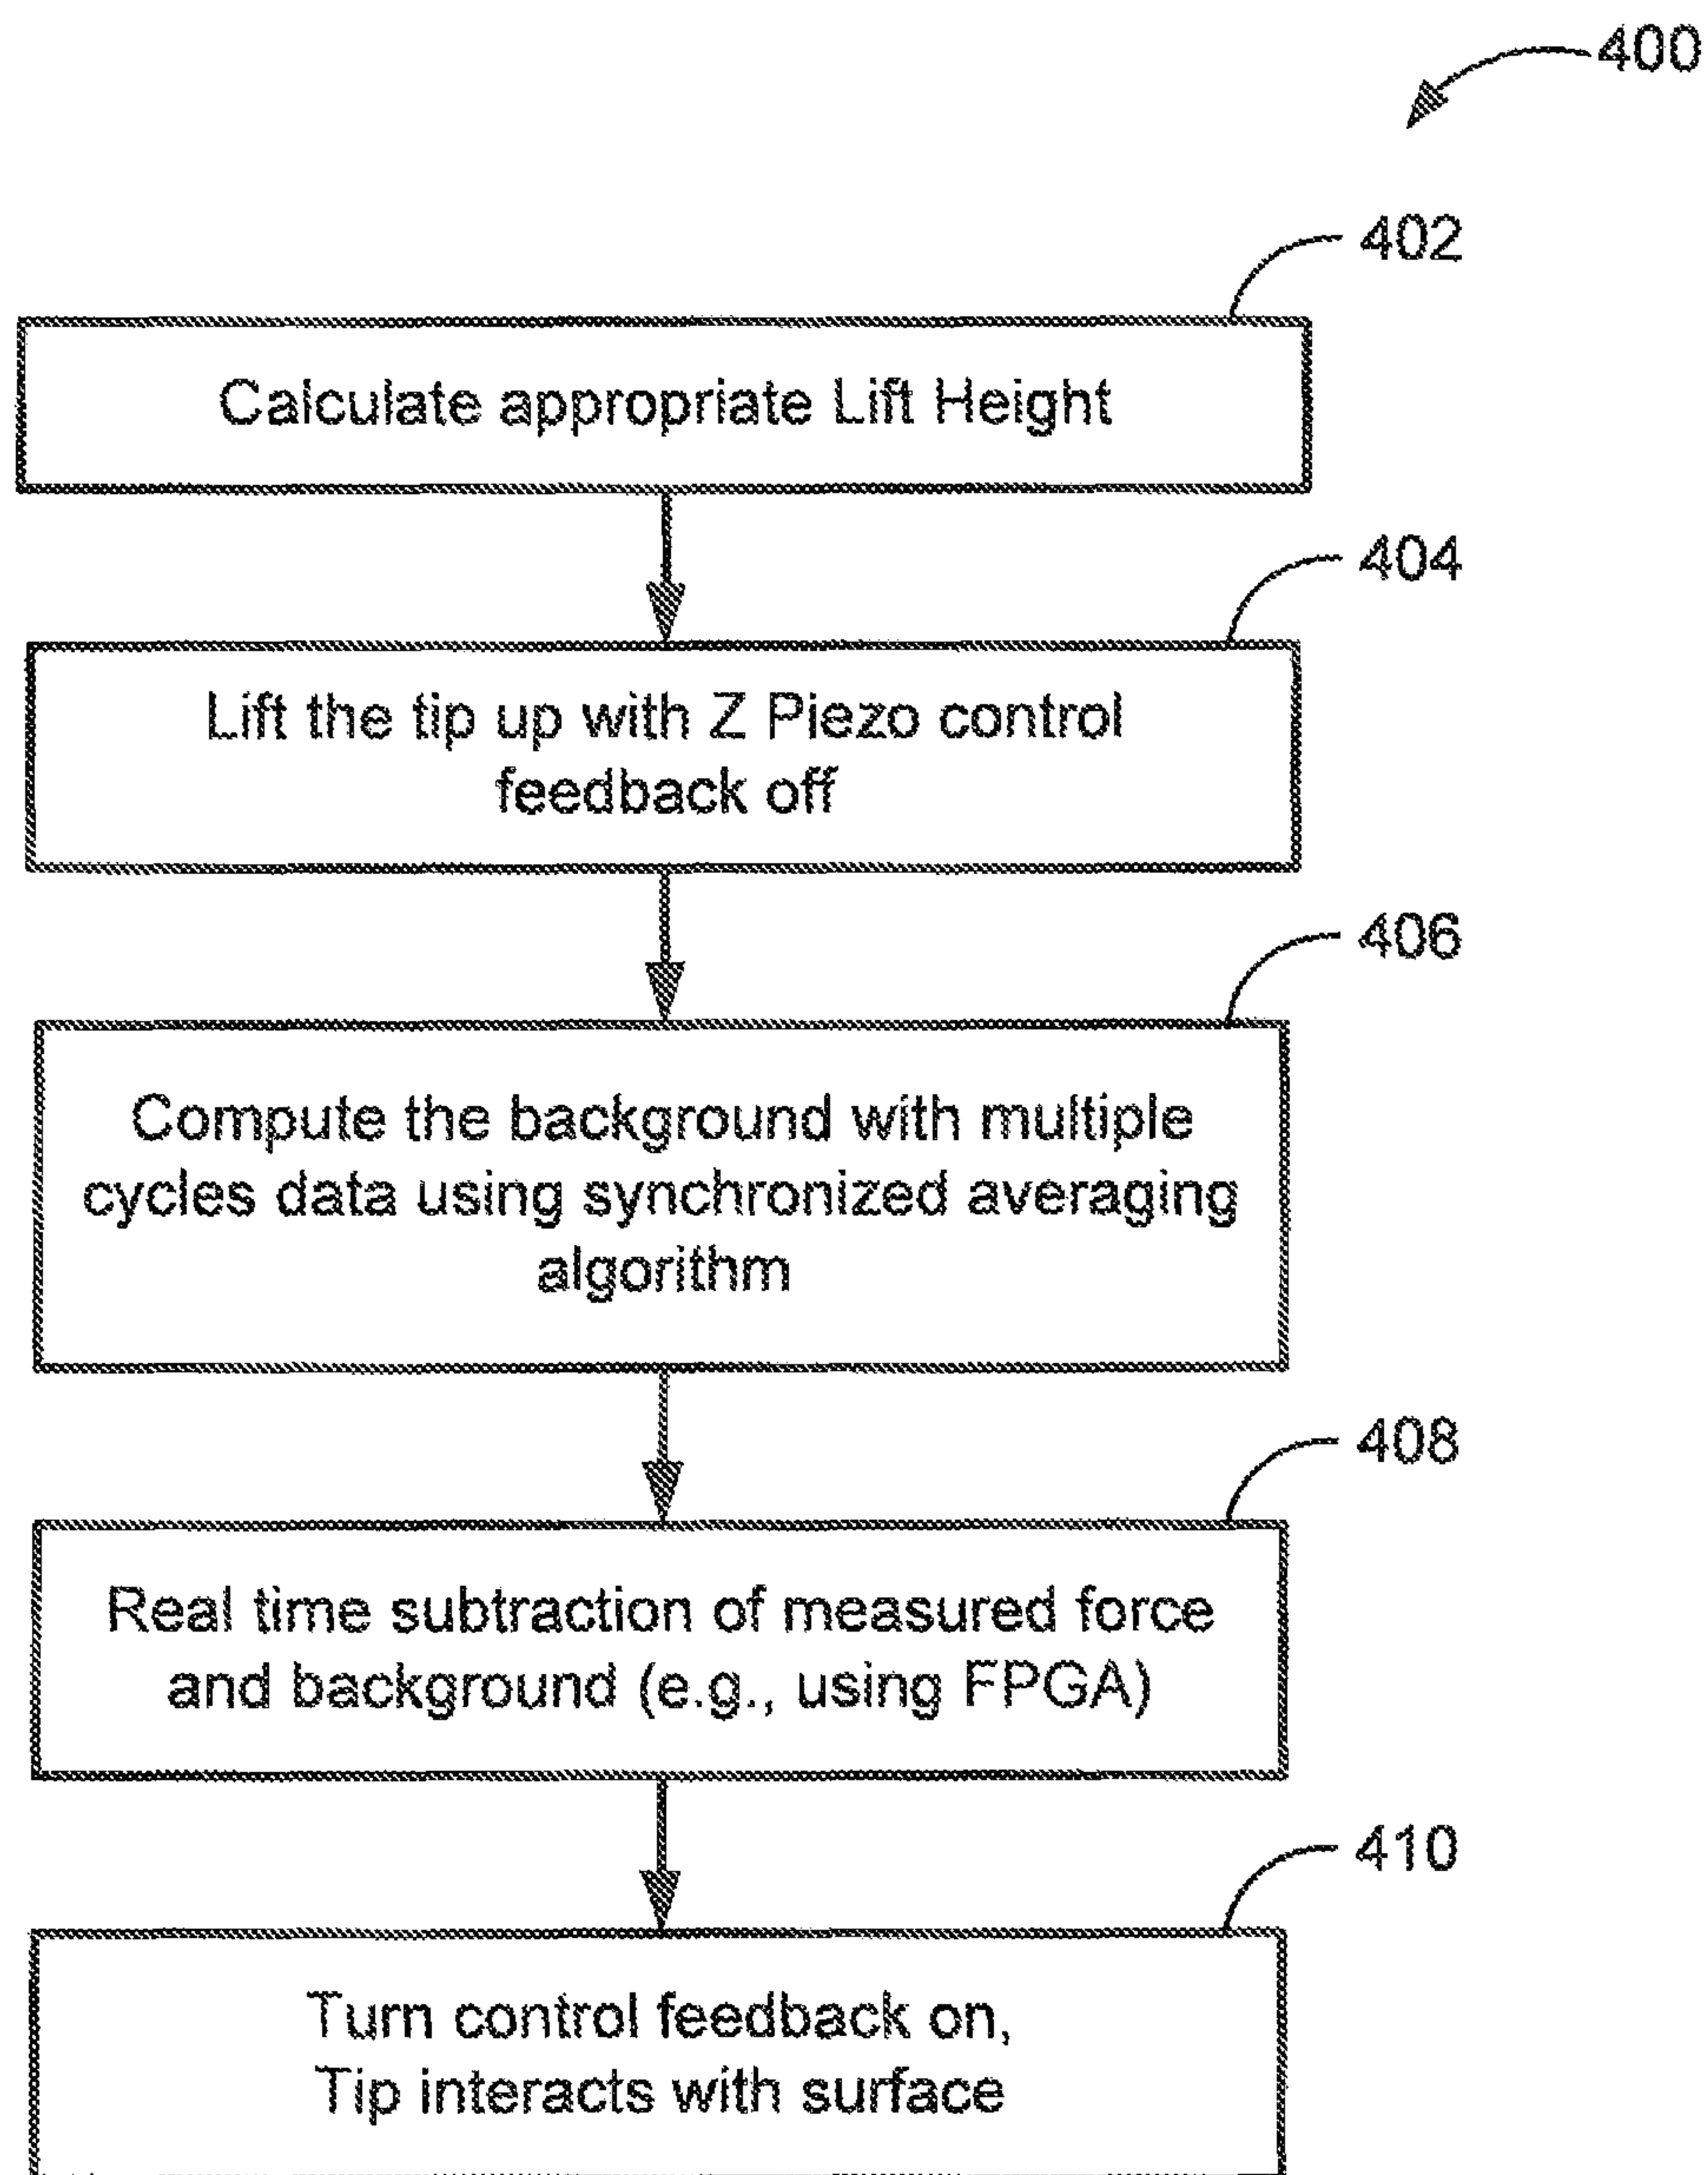 400
402
Calculate appropriate Lift Height
404
Lift the tip up with Z Piezo control
feedback off
406
Compute the background with multiple
cycles data using synchronized averaging
algorithm
408
Real time subtraction of measured force
and background (e.g., using FPGA)
410
Turn control feedback on,
Tip interacts with surface